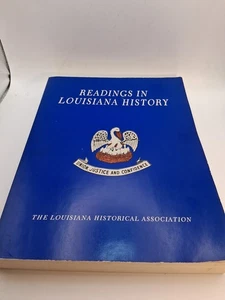 READINGS IN
LOUISIANA HISTORY
UNION JUSTICE AND CONFIDENCE
THE LOUISIANA HISTORICAL ASSOCIATION